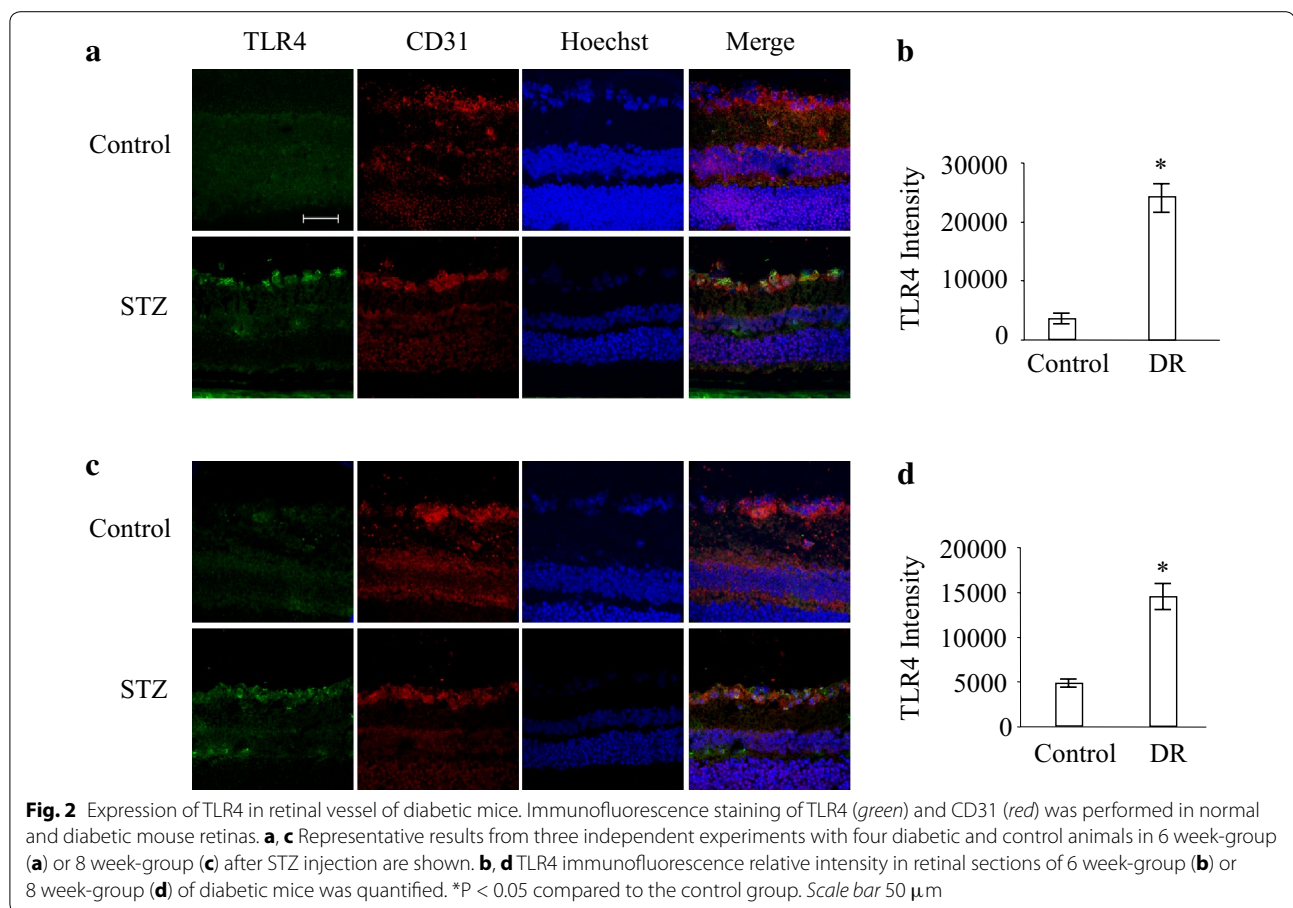 a
TLR4 CD31 Hoechst Merge
Control
STZ
b
TLR4 Intensity
30000
20000
10000
0
*
Control DR
c
Control
STZ
d
TLR4 Intensity
20000
15000
10000
5000
0
*
Control DR
Fig. 2 Expression of TLR4 in retinal vessel of diabetic mice. Immunofluorescence staining of TLR4 (green) and CD31 (red) was performed in normal
and diabetic mouse retinas. a, c Representative results from three independent experiments with four diabetic and control animals in 6 week-group
(a) or 8 week-group (c) after STZ injection are shown. b, d TLR4 immunofluorescence relative intensity in retinal sections of 6 week-group (b) or
8 week-group (d) of diabetic mice was quantified. *P < 0.05 compared to the control group. Scale bar 50 μm